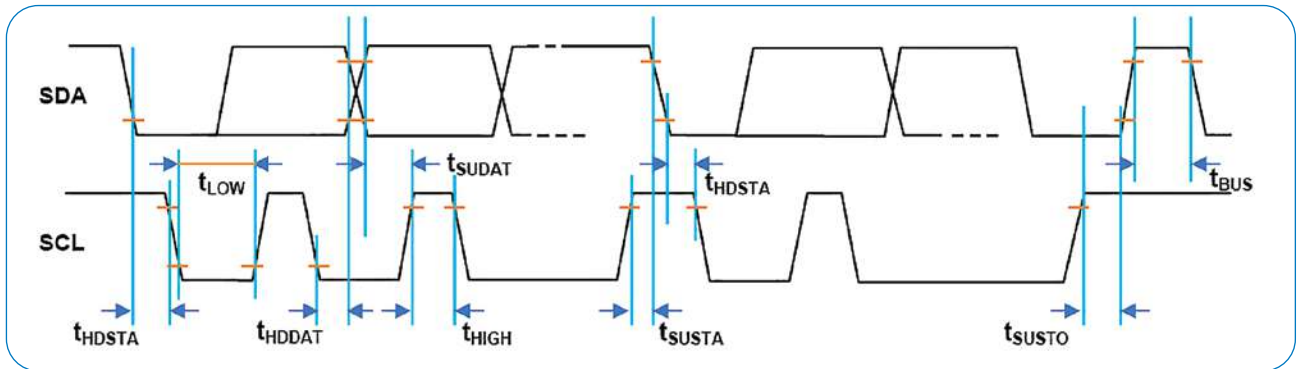 SDA
tSUDAT
tLOW
tHDSTA
tBUS
SCL
tHDSTA
tHDDAT
tHIGH
tSUSTA
tSUSTO